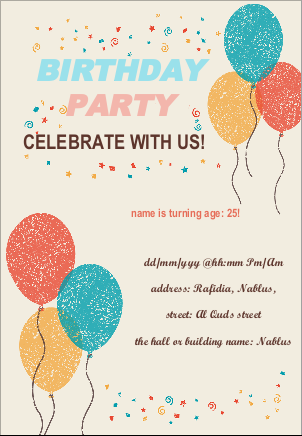 BIRTHDAY
PARTY
CELEBRATE WITH US!
name is turning age: 25!
dd/mm/yyy @hh:mm Pm/Am
address: Rafidia, Nablus,
street: Al Quds street
the hall or building name: Nablus